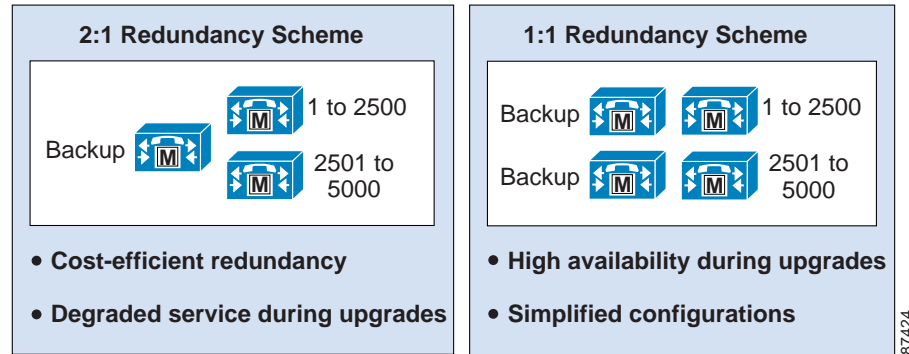 2:1 Redundancy Scheme
Backup
M
M
1 to 2500
M
2501 to
5000
• Cost-efficient redundancy
• Degraded service during upgrades
1:1 Redundancy Scheme
Backup
M
M
1 to 2500
Backup
M
M
2501 to
5000
• High availability during upgrades
• Simplified configurations
87424